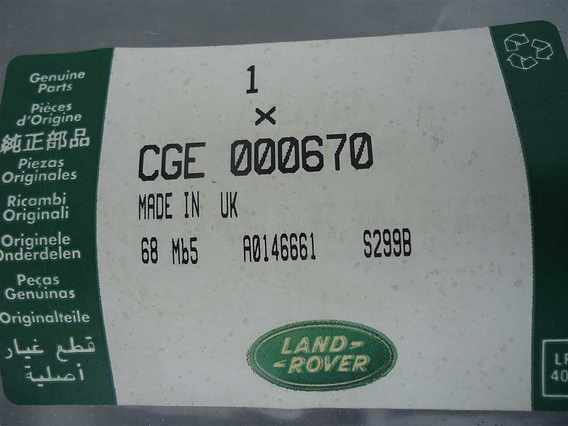 Genuine
Parts
Pièces
d'Origine
純正部品
Piezas
Originales
Ricambi
Originali
Originele
Onderdelen
Peças
Genuinas
Originalteile
قطع غيار
أصلية
1
×
CGE 000670
MADE IN UK
68 Mb5 A0146661 S299B
LAND-
-ROVER